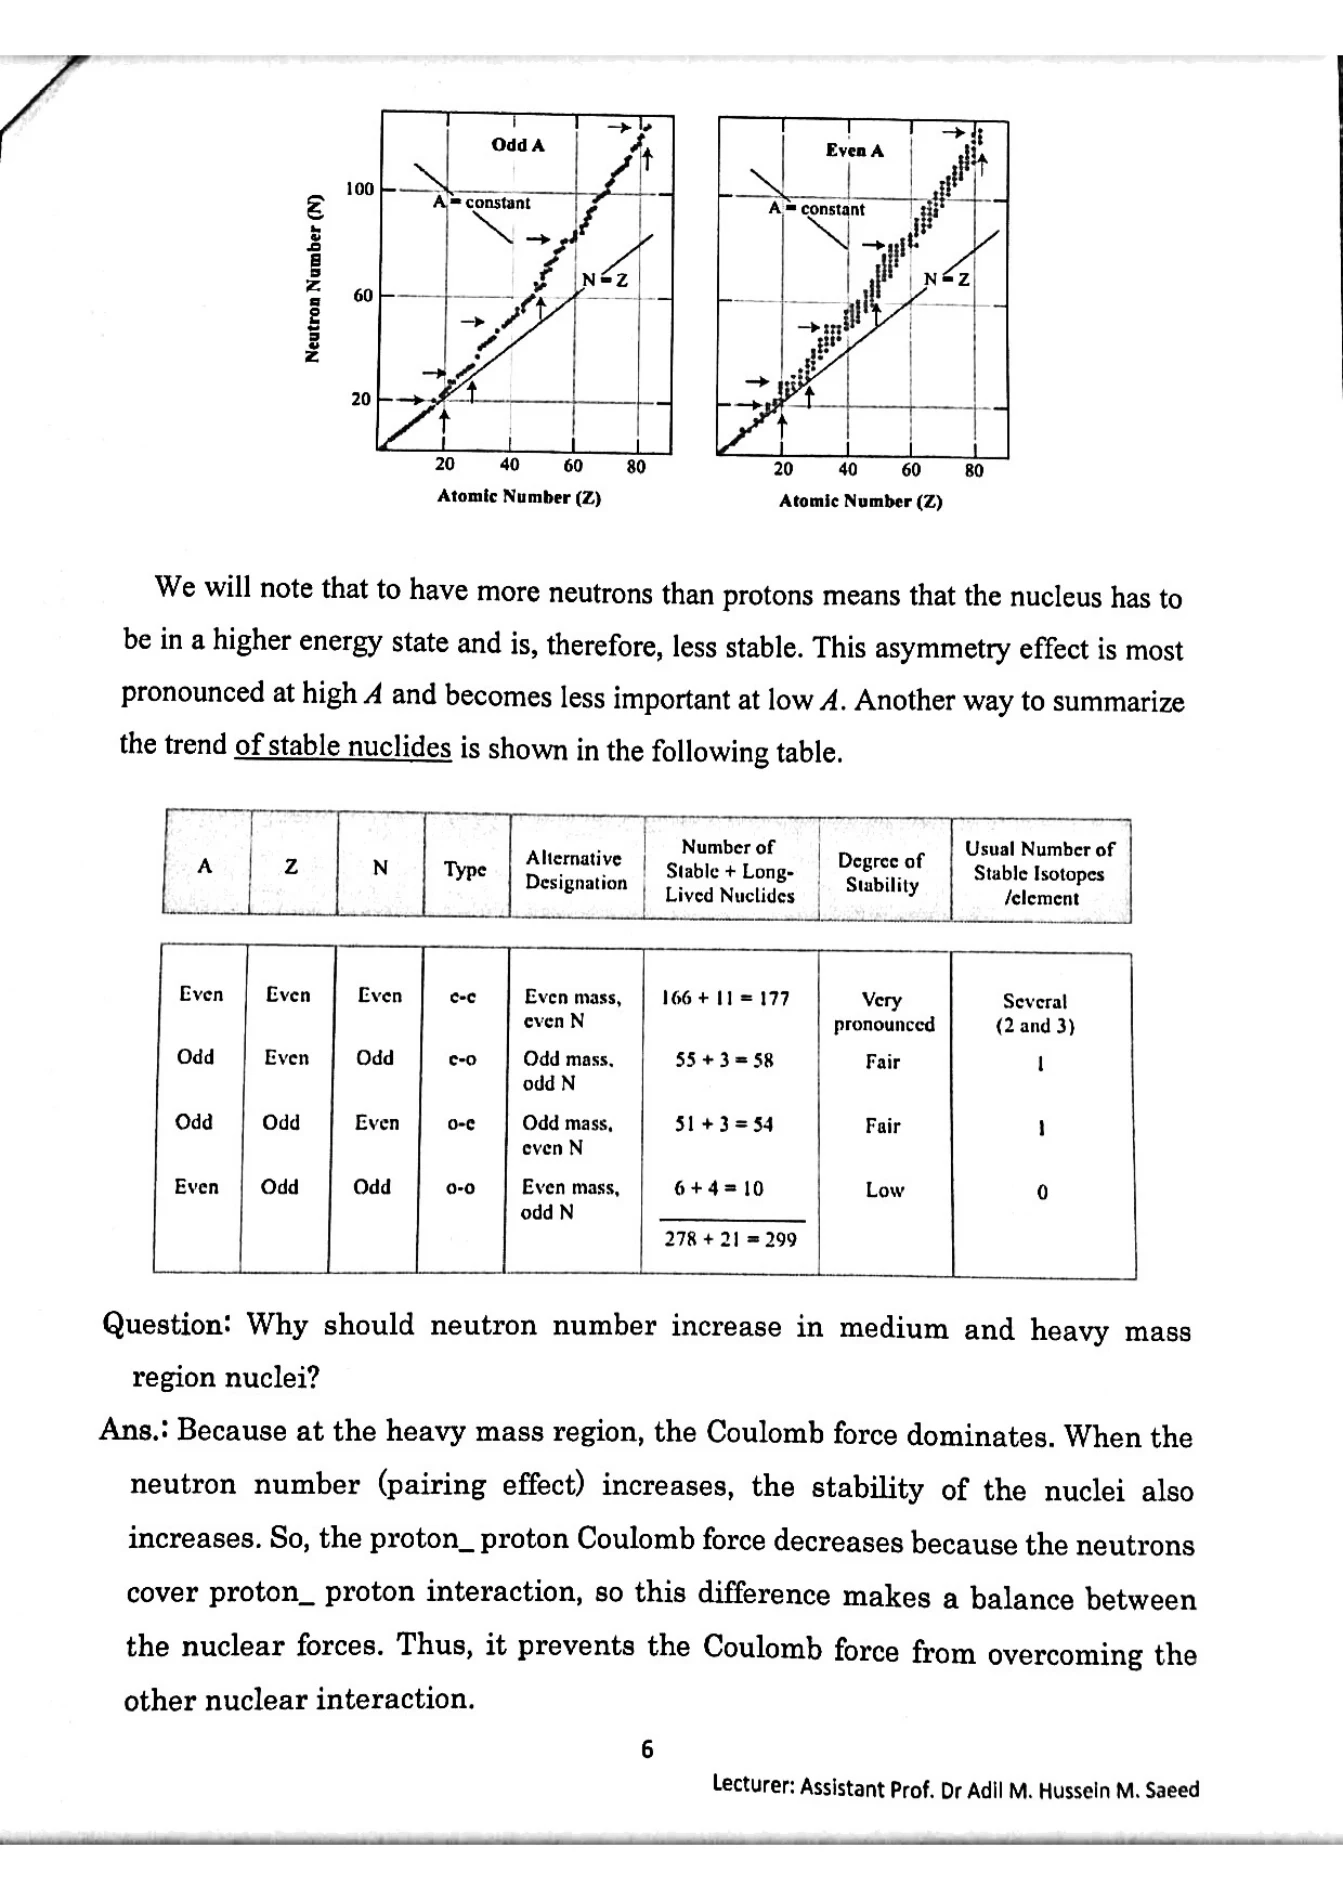 Odd A
A = constant
N = Z
Neutron Number (N)
100
60
20
20 40 60 80
Atomic Number (Z)
Even A
A = constant
N = Z
20 40 60 80
Atomic Number (Z)
We will note that to have more neutrons than protons means that the nucleus has to
be in a higher energy state and is, therefore, less stable. This asymmetry effect is most
pronounced at high A and becomes less important at low A. Another way to summarize
the trend of stable nuclides is shown in the following table.
A Z N Type Alternative Designation Number of Stable + Long-Lived Nuclides Degree of Stability Usual Number of Stable Isotopes /element
Even Even Even e-e Even mass, even N 166 + 11 = 177 Very pronounced Several (2 and 3)
Odd Even Odd e-o Odd mass, odd N 55 + 3 = 58 Fair 1
Odd Odd Even o-e Odd mass, even N 51 + 3 = 54 Fair 1
Even Odd Odd o-o Even mass, odd N 6 + 4 = 10 Low 0
278 + 21 = 299
Question: Why should neutron number increase in medium and heavy mass
region nuclei?
Ans.: Because at the heavy mass region, the Coulomb force dominates. When the
neutron number (pairing effect) increases, the stability of the nuclei also
increases. So, the proton_ proton Coulomb force decreases because the neutrons
cover proton_ proton interaction, so this difference makes a balance between
the nuclear forces. Thus, it prevents the Coulomb force from overcoming the
other nuclear interaction.
6
Lecturer: Assistant Prof. Dr Adil M. Hussein M. Saeed